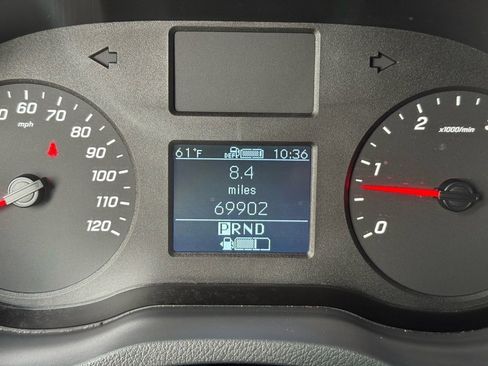 60 70 80 90 100 110 120
mph
61°F DEF 10:36
8.4
miles
69902
PRND
0 1 2 3
x1000/min